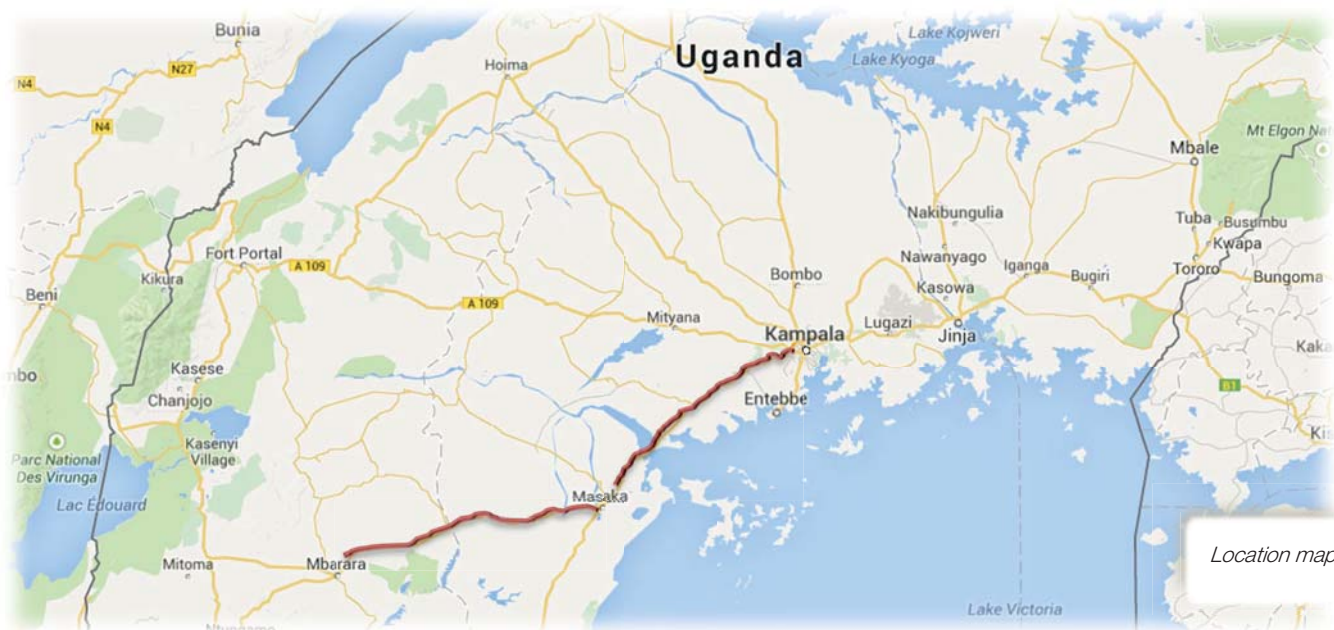 Bunia
Uganda
Lake Kojweri
Lake Kyoga
N27
Hoima
N4
N4
Mt Elgon Na
Mbale
Nakibungulia
Tuba
Busumbu
Kwapa
Fort Portal
A 109
Nawanyago
Iganga
Kikura
Bombo
Bugiri
Tororo
Bungoma
Beni
Kasowa
A 109
Mityana
Lugazi
Kampala
Jinja
Kaka
mbo
Kasese
B1
Chanjojo
Entebbe
Kis
Kasenyi
Village
Parc National
Des Virunga
Lac Édouard
Masaka
Location map
Mitoma
Mbarara
Lake Victoria